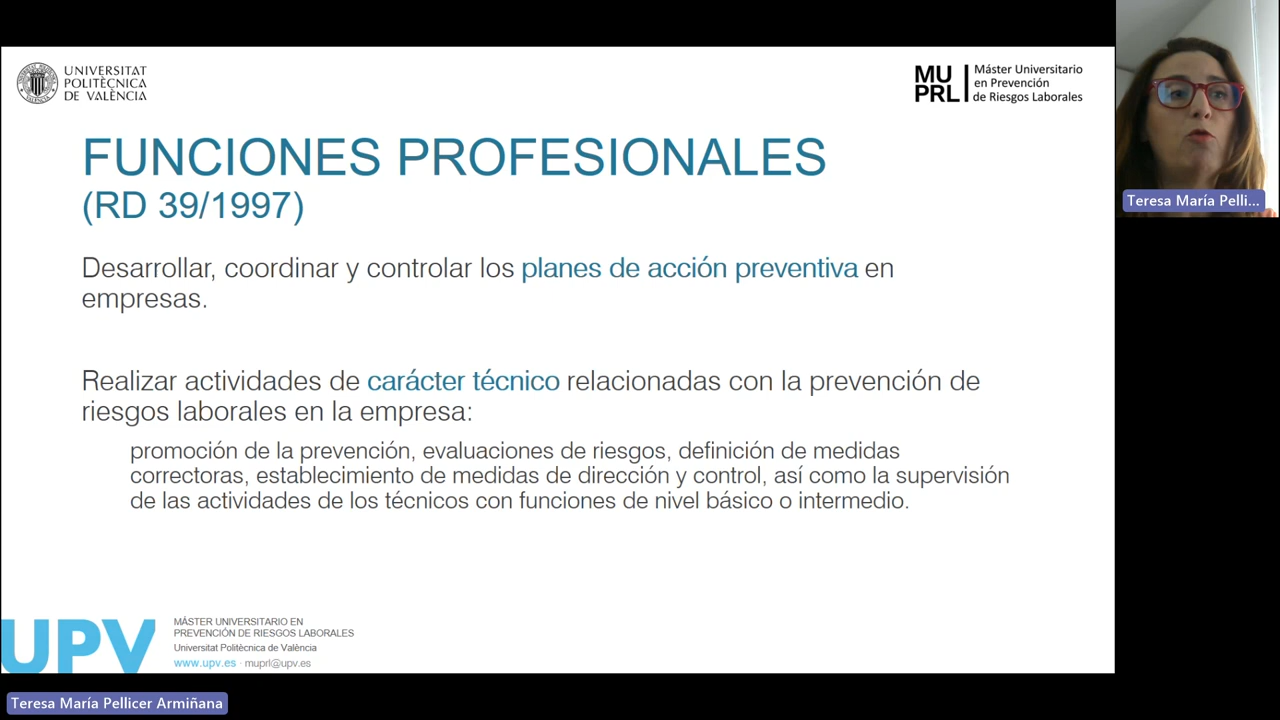 UNIVERSITAT
POLITÈCNICA
DE VALÈNCIA
MU
PRL
Máster Universitario
en Prevención
de Riesgos Laborales
FUNCIONES PROFESIONALES
(RD 39/1997)
Desarrollar, coordinar y controlar los planes de acción preventiva en
empresas.
Realizar actividades de carácter técnico relacionadas con la prevención de
riesgos laborales en la empresa:
promoción de la prevención, evaluaciones de riesgos, definición de medidas
correctoras, establecimiento de medidas de dirección y control, así como la supervisión
de las actividades de los técnicos con funciones de nivel básico o intermedio.
UPV
MÁSTER UNIVERSITARIO EN
PREVENCIÓN DE RIESGOS LABORALES
Universitat Politècnica de València
www.upv.es · muprl@upv.es
Teresa María Pelli...
Teresa María Pellicer Armiñana